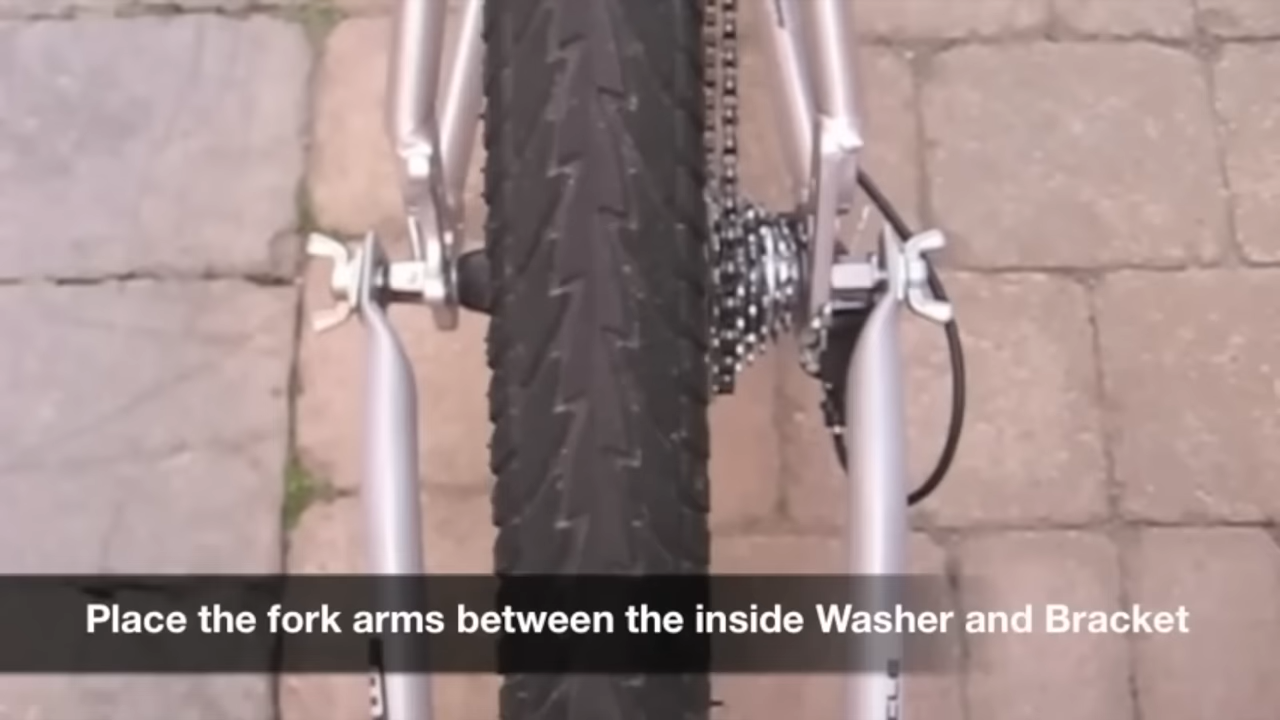 Place the fork arms between the inside Washer and Bracket